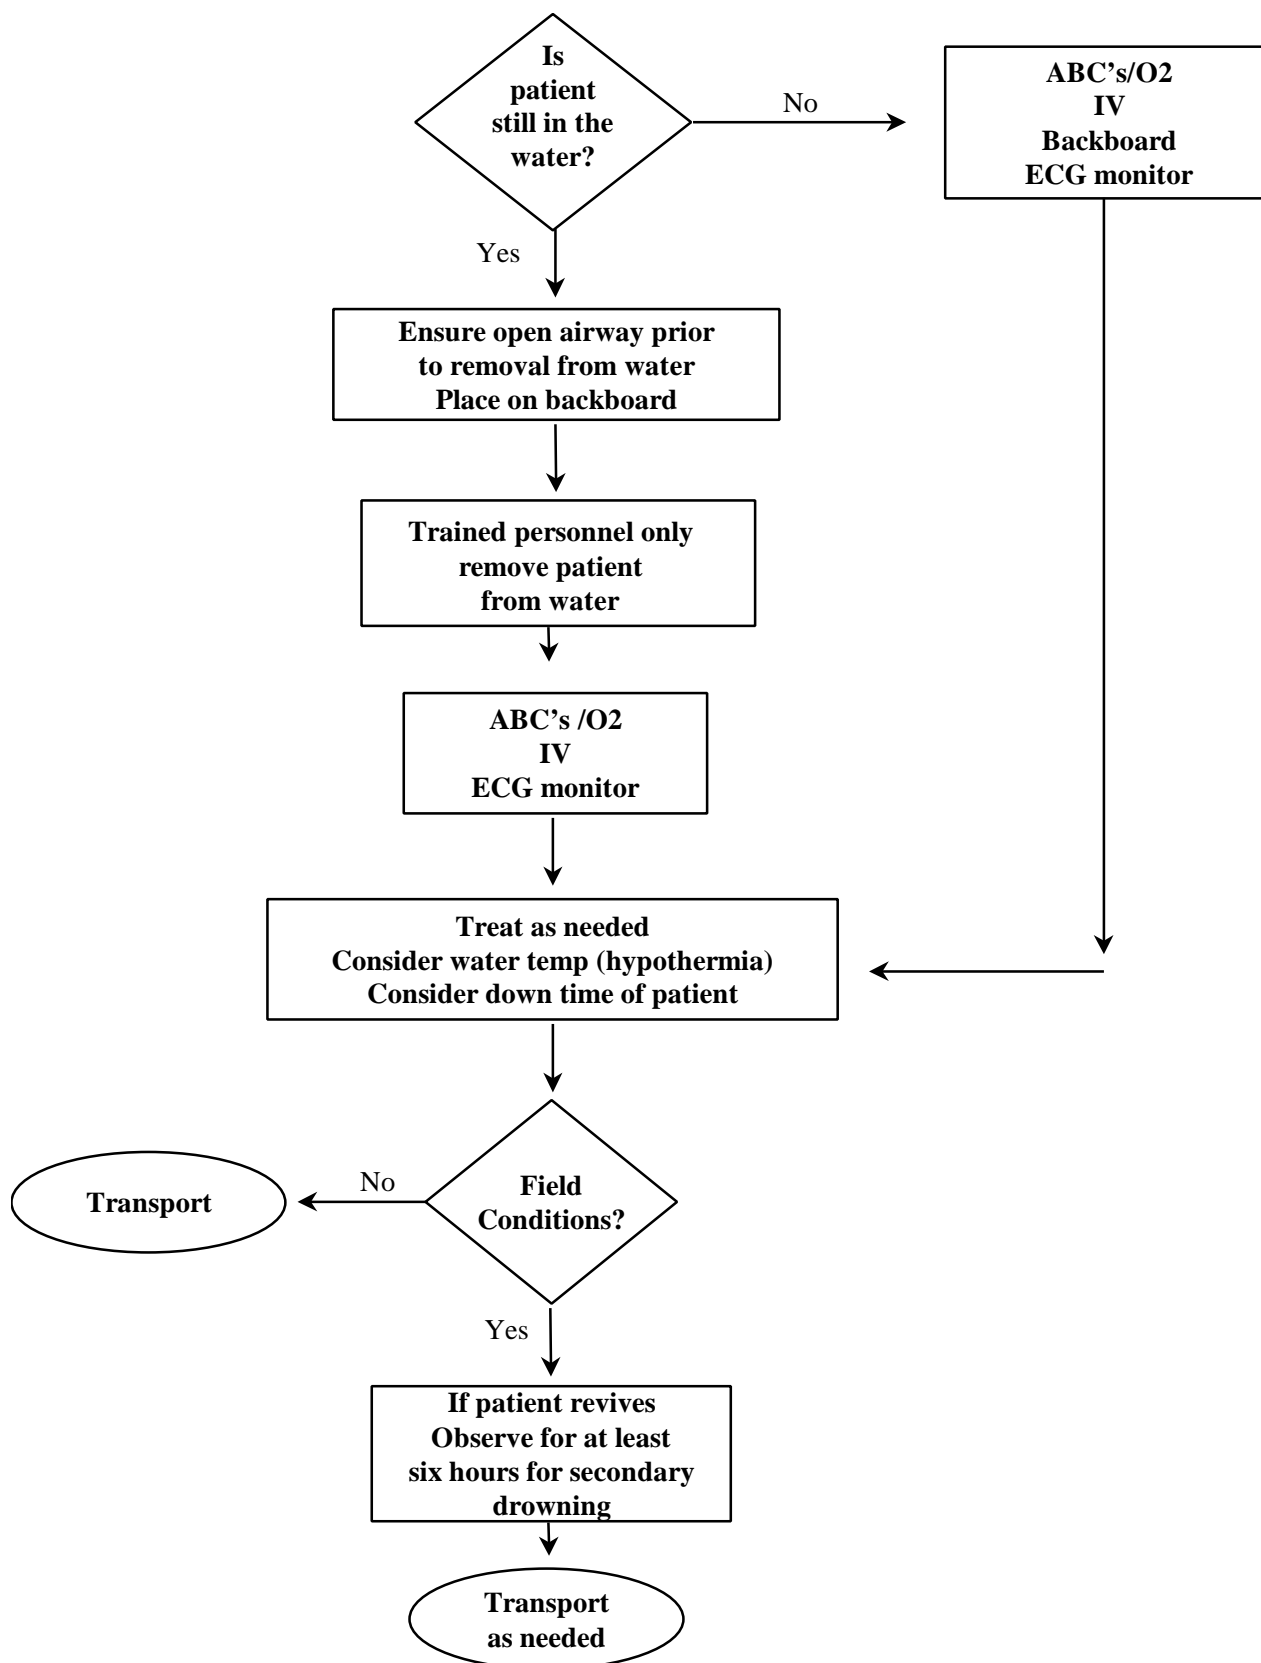 Is
patient
still in the
water?
No
ABC’s/O2
IV
Backboard
ECG monitor
Yes
Ensure open airway prior
to removal from water
Place on backboard
Trained personnel only
remove patient
from water
ABC’s /O2
IV
ECG monitor
Treat as needed
Consider water temp (hypothermia)
Consider down time of patient
Field
Conditions?
No
Transport
Yes
If patient revives
Observe for at least
six hours for secondary
drowning
Transport
as needed